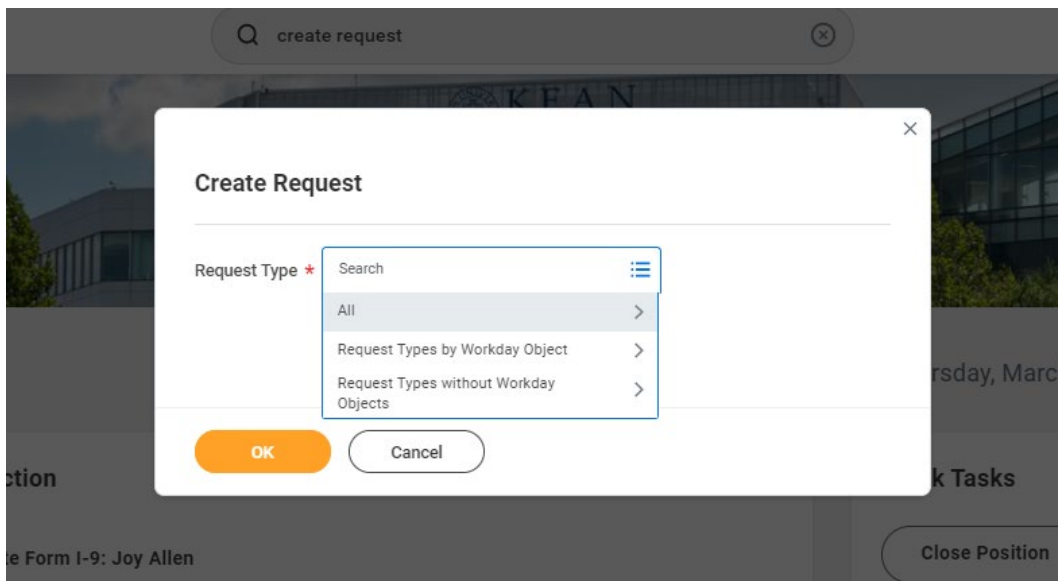 create request
KEAN
Create Request
Request Type *
Search
All
Request Types by Workday Object
Request Types without Workday
Objects
rsday, Marc
OK
Cancel
ction
k Tasks
te Form I-9: Joy Allen
Close Position